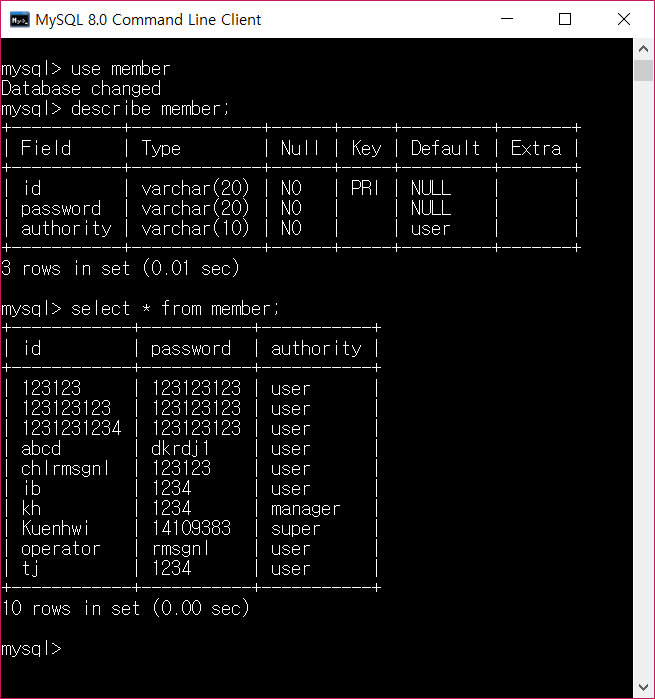 MySQL 8.0 Command Line Client
mysql> use member
Database changed
mysql> describe member;
+-----------+-------------+------+-----+---------+-------+
| Field     | Type        | Null | Key | Default | Extra |
+-----------+-------------+------+-----+---------+-------+
| id        | varchar(20) | NO   | PRI | NULL    |       |
| password  | varchar(20) | NO   |     | NULL    |       |
| authority | varchar(10) | NO   |     | user    |       |
+-----------+-------------+------+-----+---------+-------+
3 rows in set (0.01 sec)
mysql> select * from member;
+------------+-----------+-----------+
| id         | password  | authority |
+------------+-----------+-----------+
| 123123     | 123123123 | user      |
| 123123123  | 123123123 | user      |
| 1231231234 | 123123123 | user      |
| abcd       | dkrdj1    | user      |
| chlrmsgnl  | 123123    | user      |
| ib         | 1234      | user      |
| kh         | 1234      | manager   |
| Kuenhwi    | 14109383  | super     |
| operator   | rmsgnl    | user      |
| tj         | 1234      | user      |
+------------+-----------+-----------+
10 rows in set (0.00 sec)
mysql>